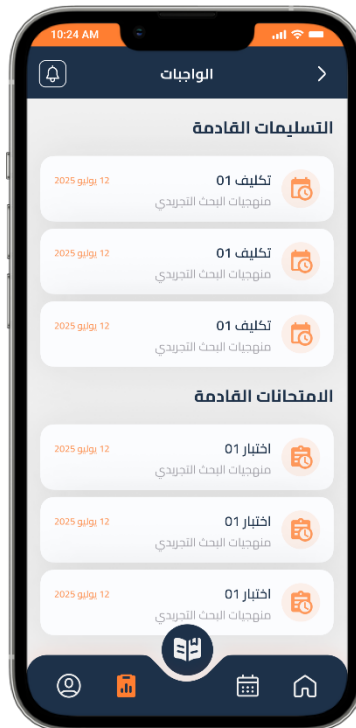 10:24 AM
الواجبات
التسليمات القادمة
تكليف 01
12 يوليو 2025
منهجيات البحث التجريدي
تكليف 01
12 يوليو 2025
منهجيات البحث التجريدي
تكليف 01
12 يوليو 2025
منهجيات البحث التجريدي
الامتحانات القادمة
اختبار 01
12 يوليو 2025
منهجيات البحث التجريدي
اختبار 01
12 يوليو 2025
منهجيات البحث التجريدي
اختبار 01
12 يوليو 2025
منهجيات البحث التجريدي